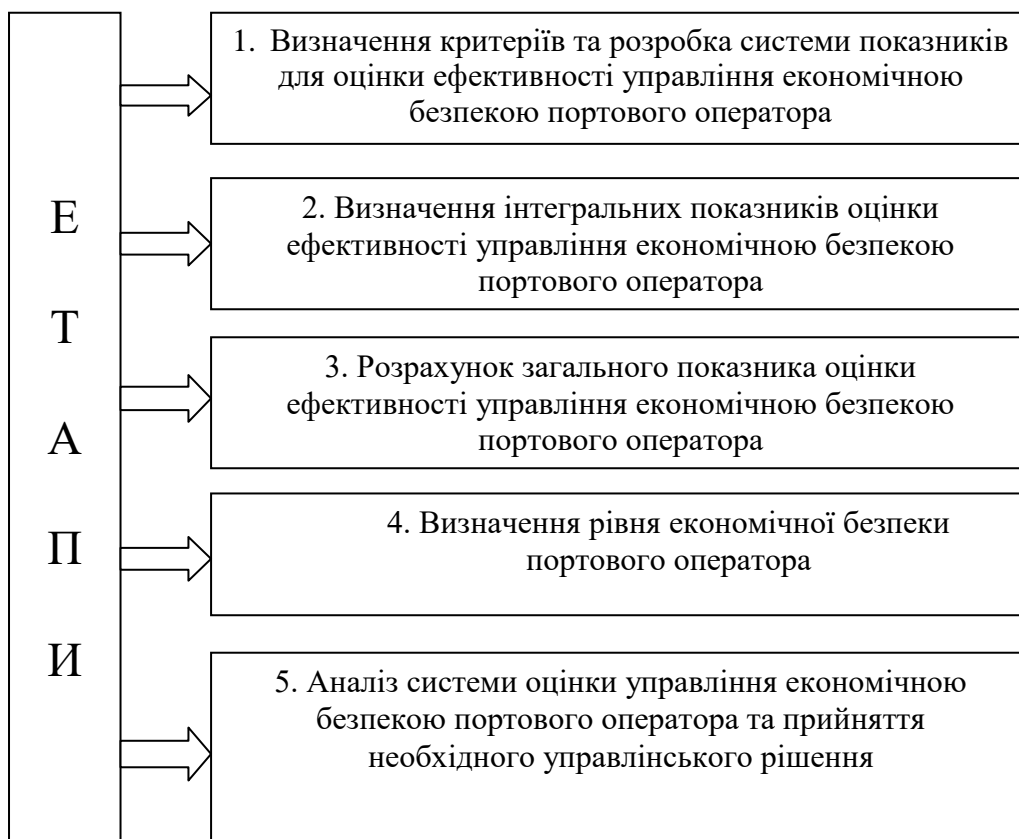 Е
Т
А
П
И
1. Визначення критеріїв та розробка системи показників
для оцінки ефективності управління економічною
безпекою портового оператора
2. Визначення інтегральних показників оцінки
ефективності управління економічною безпекою
портового оператора
3. Розрахунок загального показника оцінки
ефективності управління економічною безпекою
портового оператора
4. Визначення рівня економічної безпеки
портового оператора
5. Аналіз системи оцінки управління економічною
безпекою портового оператора та прийняття
необхідного управлінського рішення